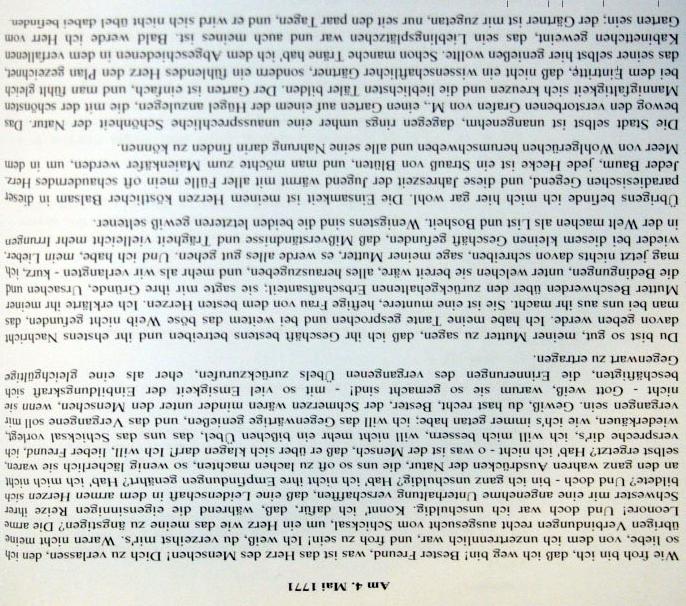 Am 4. Mai 1771
Wie froh bin ich, daß ich weg bin! Bester Freund, was ist das Herz des Menschen! Dich zu verlassen, den ich
so liebe, von dem ich unzertrennlich war, und froh zu sein! Ich weiß, du verzeihst mir's. Waren nicht meine
übrigen Verbindungen recht ausgesucht vom Schicksal, um ein Herz wie das meine zu ängstigen? Die arme
Leonore! Und doch war ich unschuldig. Konnt ich dafür, daß, während die eigensinnigen Reize ihrer
Schwester mir eine angenehme Unterhaltung verschafften, daß eine Leidenschaft in dem armen Herzen sich
bildete? Und doch - bin ich ganz unschuldig? Hab' ich nicht ihre Empfindungen genährt? Hab ich mich nicht
an den ganz wahren Ausdrücken der Natur, die uns so oft zu lachen machten, so wenig lächerlich sie waren,
selbst ergetzt? Hab' ich nicht - o was ist der Mensch, daß er über sich klagen darf! Ich will, lieber Freund, ich
verspreche dir's, ich will mich bessern, will nicht mehr ein bißchen Übel, das uns das Schicksal vorlegt,
wiederkäuen, wie ich's immer getan habe; ich will das Gegenwärtige genießen, und das Vergangene soll mir
vergangen sein. Gewiß, du hast recht, Bester, der Schmerzen wären minder unter den Menschen, wenn sie
nicht - Gott weiß, warum sie so gemacht sind! - mit so viel Emsigkeit der Einbildungskraft sich
beschäftigten, die Erinnerungen des vergangenen Übels zurückzurufen, eher als eine gleichgültige
Gegenwart zu ertragen.
Du bist so gut, meiner Mutter zu sagen, daß ich ihr Geschäft bestens betreiben und ihr ehstens Nachricht
davon geben werde. Ich habe meine Tante gesprochen und bei weitem das böse Weib nicht gefunden, das
man bei uns aus ihr macht. Sie ist eine muntere, heftige Frau von dem besten Herzen. Ich erklärte ihr meiner
Mutter Beschwerden über den zurückgehaltenen Erbschaftsanteil; sie sagte mir ihre Gründe, Ursachen und
die Bedingungen, unter welchen sie bereit wäre, alles herauszugeben, und mehr als wir verlangten - kurz, ich
mag jetzt nichts davon schreiben, sage meiner Mutter, es werde alles gut gehen. Und ich habe, mein Lieber,
wieder bei diesem kleinen Geschäft gefunden, daß Mißverständnisse und Trägheit vielleicht mehr Irrungen
in der Welt machen als List und Bosheit. Wenigstens sind die beiden letzteren gewiß seltener.
Übrigens befinde ich mich hier gar wohl. Die Einsamkeit ist meinem Herzen köstlicher Balsam in dieser
paradiesischen Gegend, und diese Jahreszeit der Jugend wärmt mit aller Fülle mein oft schauderndes Herz.
Jeder Baum, jede Hecke ist ein Strauß von Blüten, und man möchte zum Maienkäfer werden, um in dem
Meer von Wohlgerüchen herumschweben und alle seine Nahrung darin finden zu können.
Die Stadt selbst ist unangenehm, dagegen rings umher eine unaussprechliche Schönheit der Natur. Das
bewog den verstorbenen Grafen von M., einen Garten auf einem der Hügel anzulegen, die mit der schönsten
Mannigfaltigkeit sich kreuzen und die lieblichsten Täler bilden. Der Garten ist einfach, und man fühlt gleich
bei dem Eintritte, daß nicht ein wissenschaftlicher Gärtner, sondern ein fühlendes Herz den Plan gezeichnet,
das seiner selbst hier genießen wollte. Schon manche Träne hab' ich dem Abgeschiedenen in dem verfallenen
Kabinettchen geweint, das sein Lieblingsplätzchen war und auch meines ist. Bald werde ich Herr vom
Garten sein; der Gärtner ist mir zugetan, nur seit den paar Tagen, und er wird sich nicht übel dabei befinden.